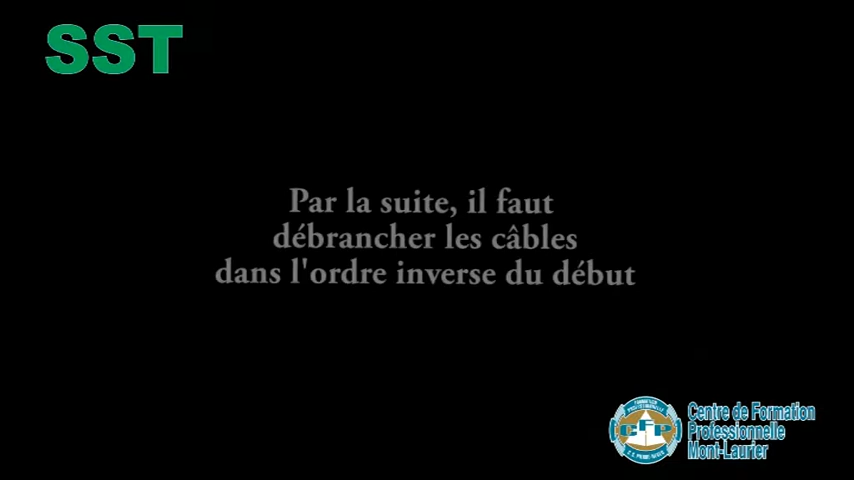 SST
Par la suite, il faut
débrancher les câbles
dans l'ordre inverse du début
CFP
Centre de Formation
Professionnelle
Mont-Laurier